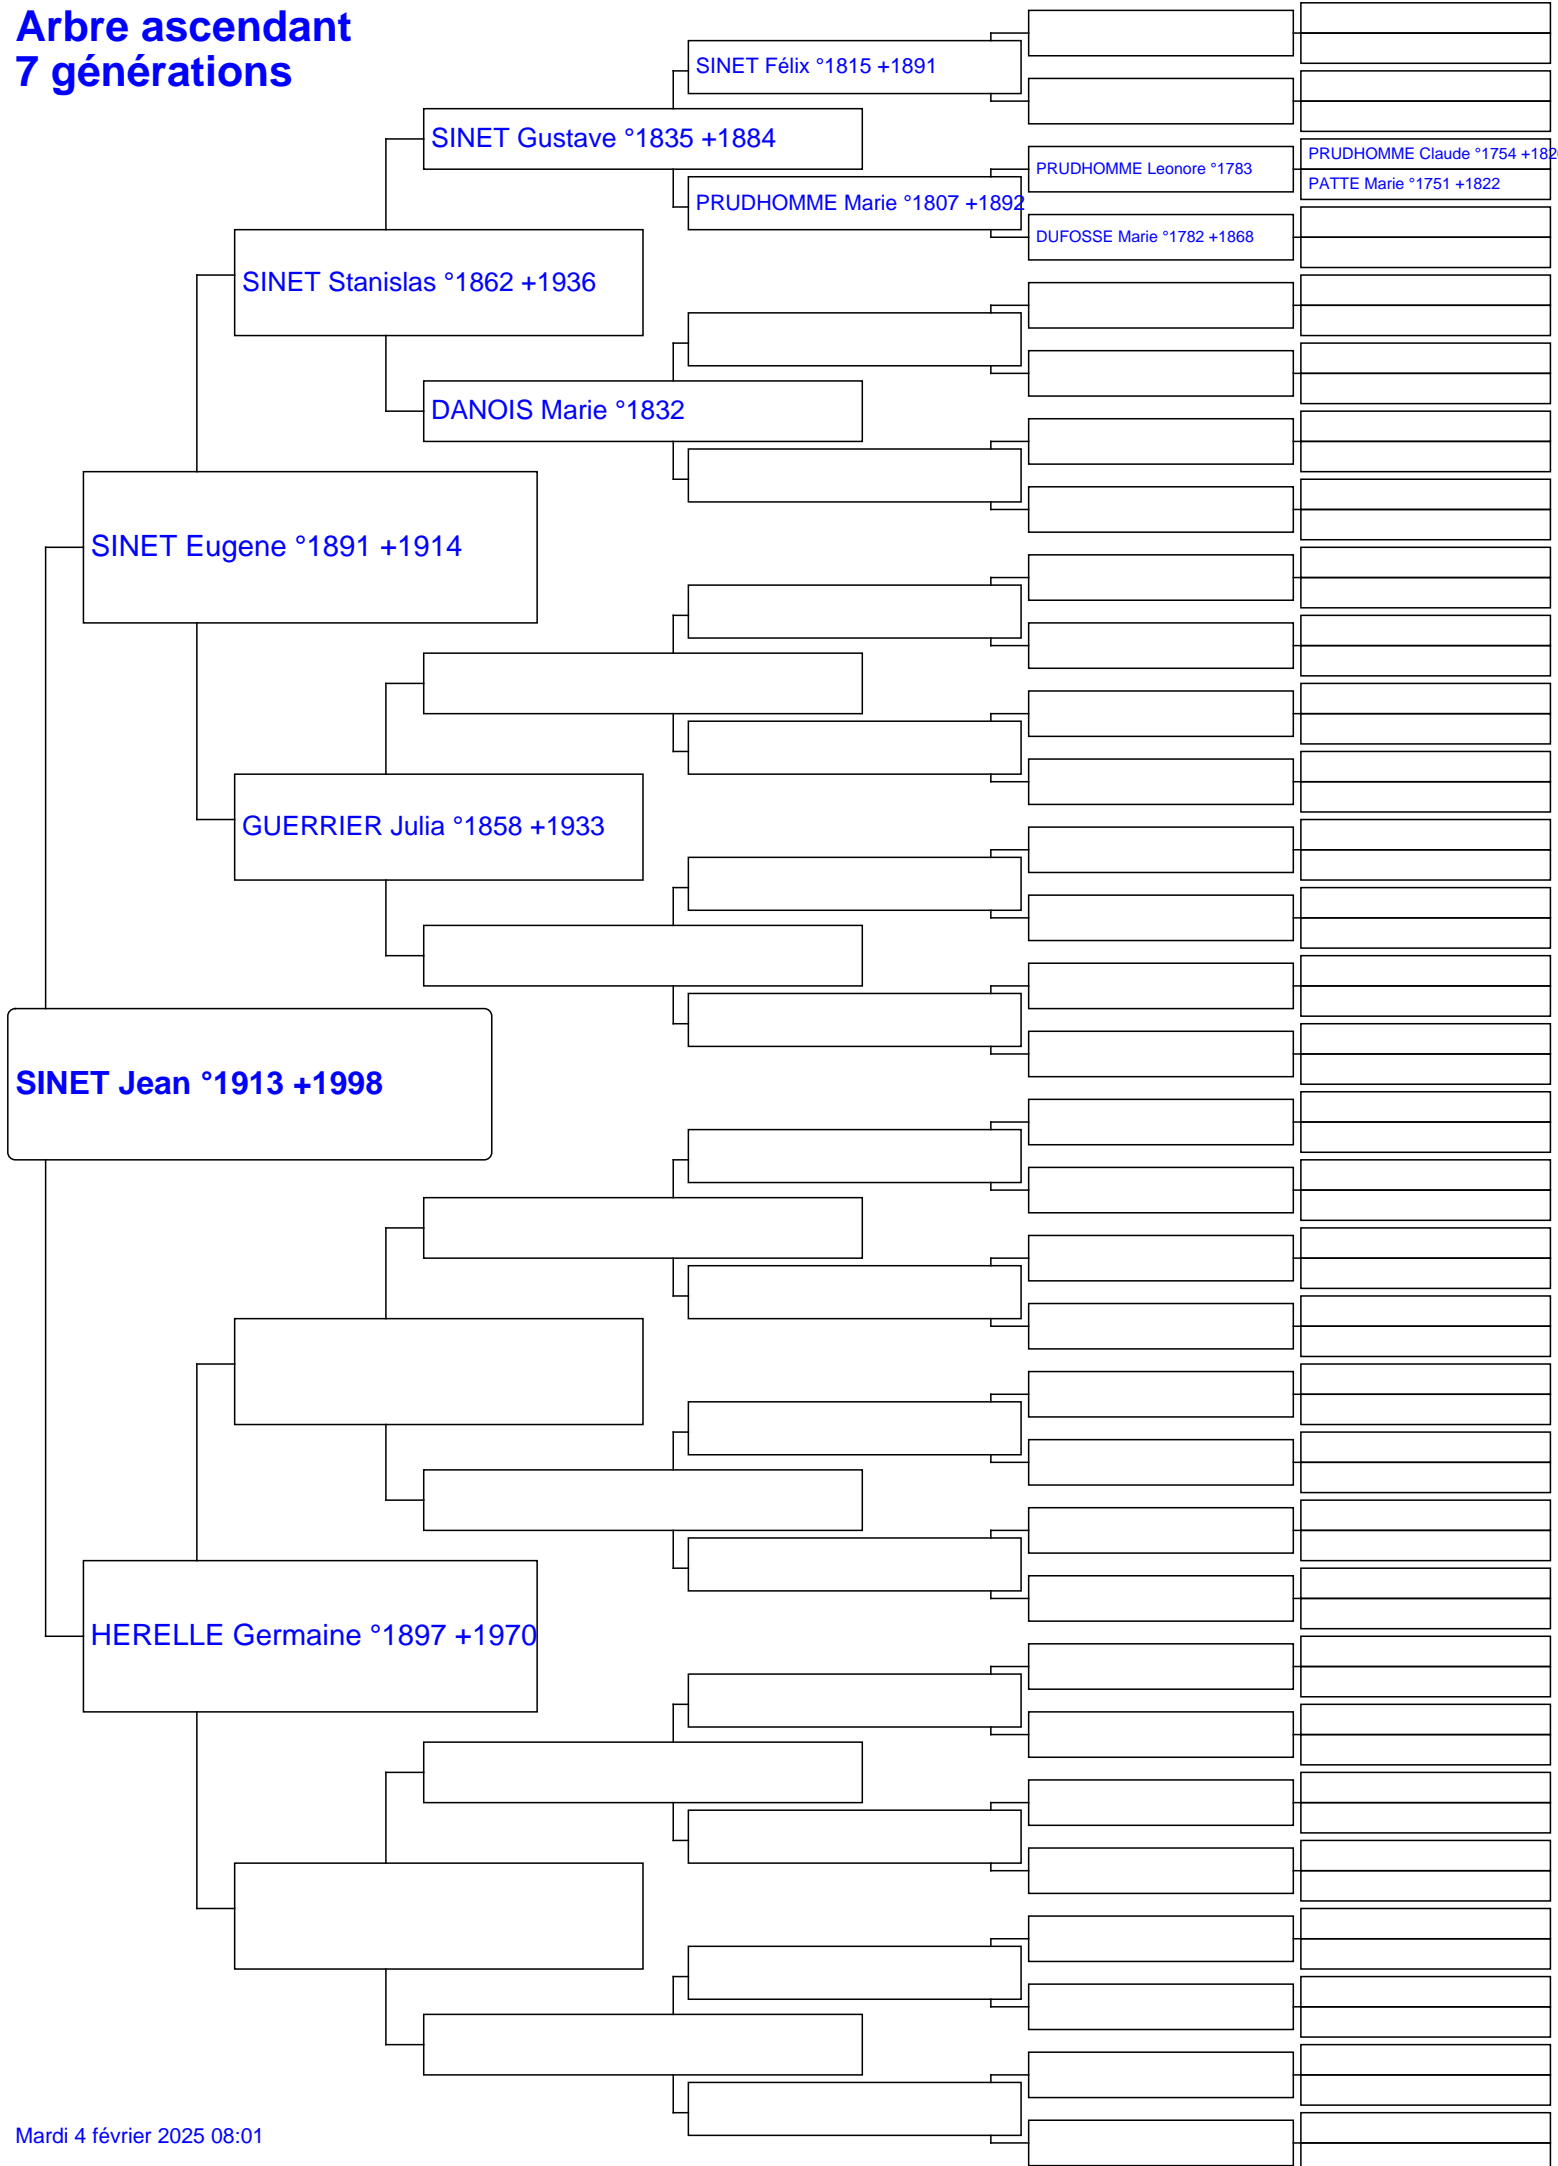 Arbre ascendant
7 générations
SINET Félix °1815 +1891
SINET Gustave °1835 +1884
PRUDHOMME Claude °1754 +182
PRUDHOMME Leonore °1783
PATTE Marie °1751 +1822
PRUDHOMME Marie °1807 +1892
DUFOSSE Marie °1782 +1868
SINET Stanislas °1862 +1936
DANOIS Marie °1832
SINET Eugene °1891 +1914
GUERRIER Julia °1858 +1933
SINET Jean °1913 +1998
HERELLE Germaine °1897 +1970
Mardi 4 février 2025 08:01